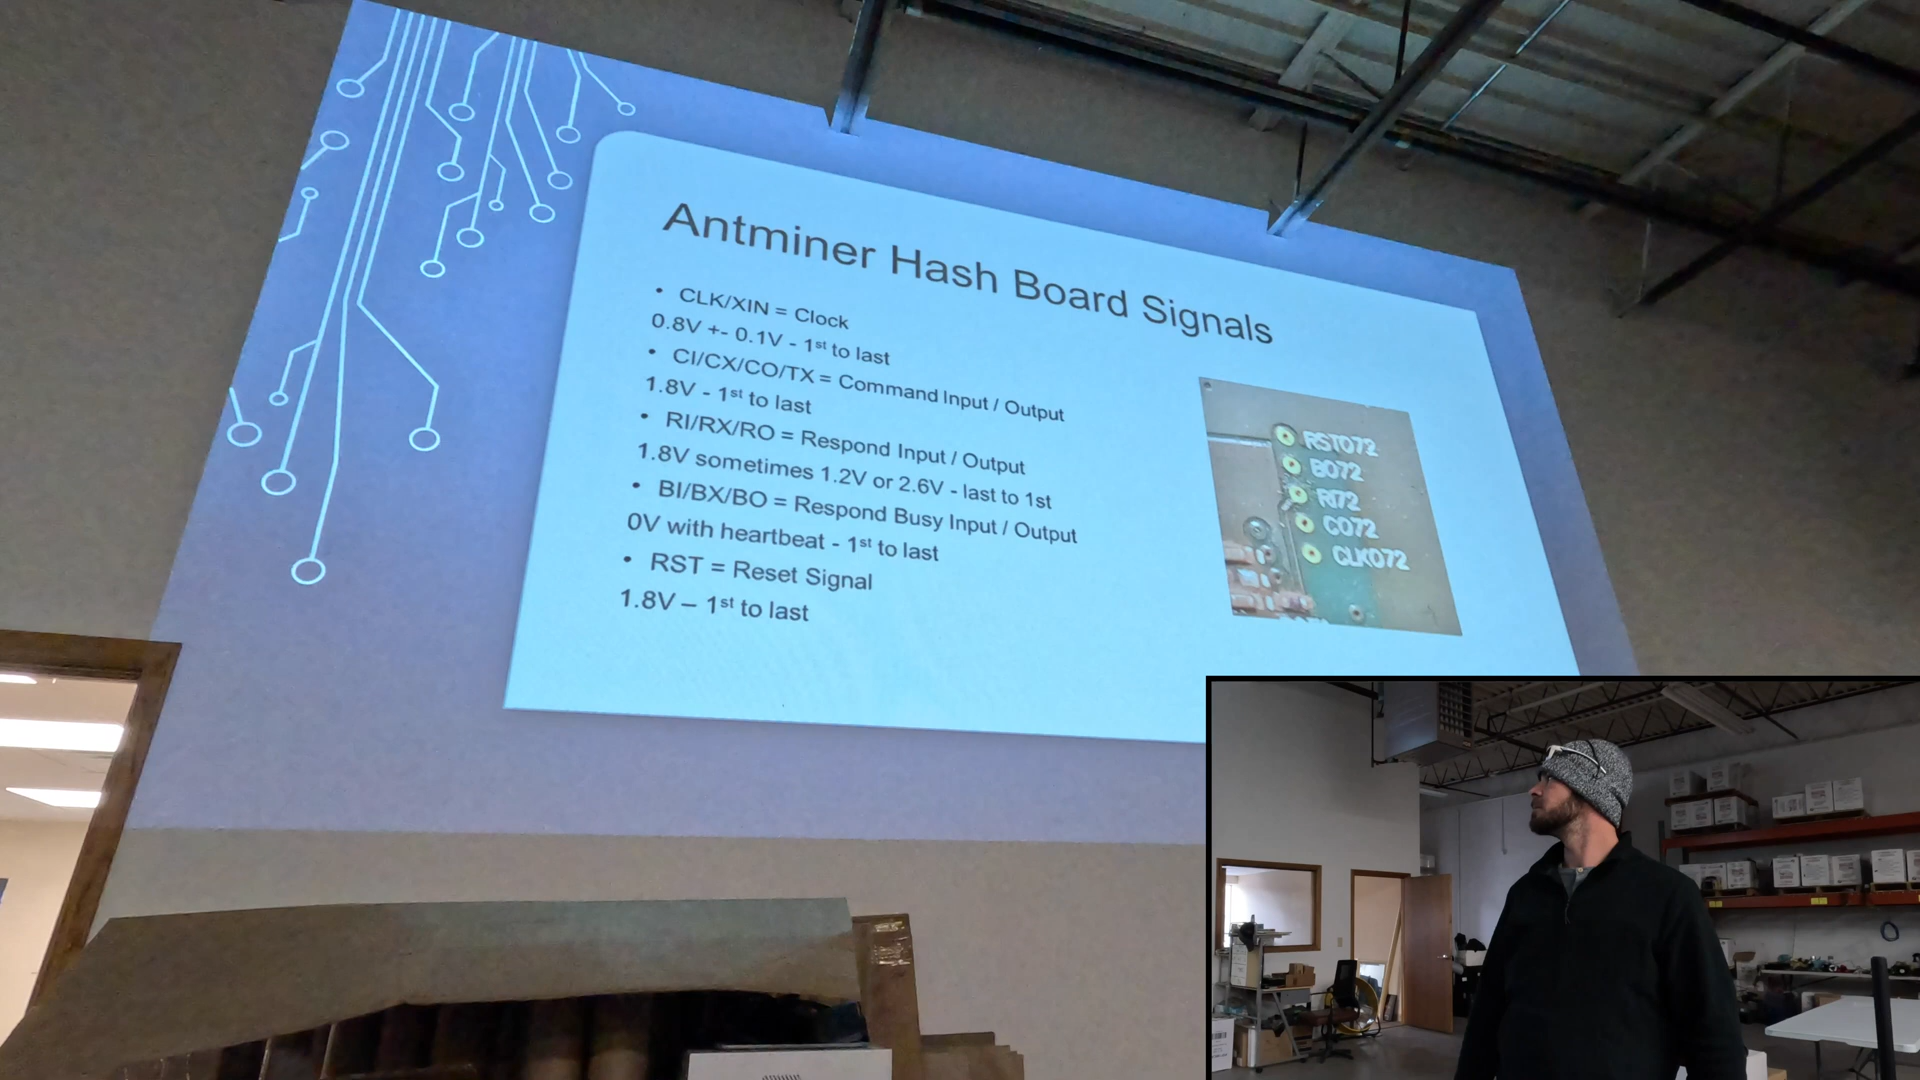 Antminer Hash Board Signals
• CLK/XIN = Clock
0.8V +- 0.1V - 1st to last
• CI/CX/CO/TX = Command Input / Output
1.8V - 1st to last
• RI/RX/RO = Respond Input / Output
1.8V sometimes 1.2V or 2.6V - last to 1st
• BI/BX/BO = Respond Busy Input / Output
0V with heartbeat - 1st to last
• RST = Reset Signal
1.8V – 1st to last
RST072
BO72
RI72
CO72
CLKO72